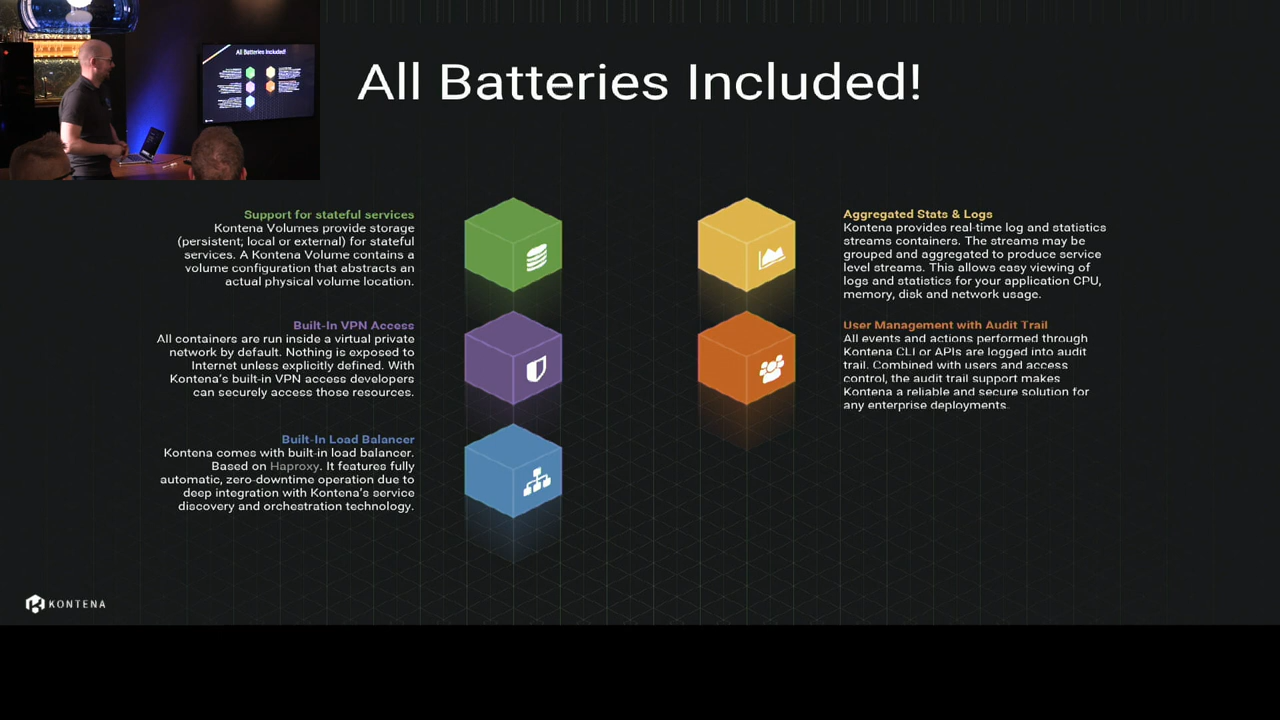 All Batteries Included!
All Batteries Included!
Support for stateful services
Kontena Volumes provide storage
(persistent; local or external) for stateful
services. A Kontena Volume contains a
volume configuration that abstracts an
actual physical volume location.
Built-In VPN Access
All containers are run inside a virtual private
network by default. Nothing is exposed to
Internet unless explicitly defined. With
Kontena's built-in VPN access developers
can securely access those resources.
Built-In Load Balancer
Kontena comes with built-in load balancer.
Based on Haproxy. It features fully
automatic, zero-downtime operation due to
deep integration with Kontena's service
discovery and orchestration technology.
Aggregated Stats & Logs
Kontena provides real-time log and statistics
streams containers. The streams may be
grouped and aggregated to produce service
level streams. This allows easy viewing of
logs and statistics for your application CPU,
memory, disk and network usage.
User Management with Audit Trail
All events and actions performed through
Kontena CLI or APIs are logged into audit
trail. Combined with users and access
control, the audit trail support makes
Kontena a reliable and secure solution for
any enterprise deployments.
KONTENA